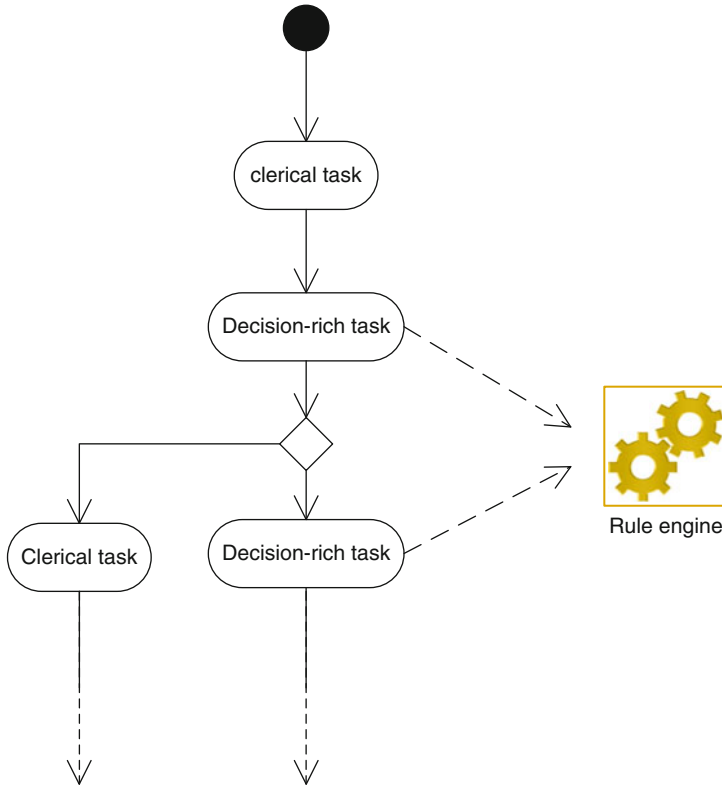 clerical task
Decision-rich task
Clerical task
Decision-rich task
Rule engine